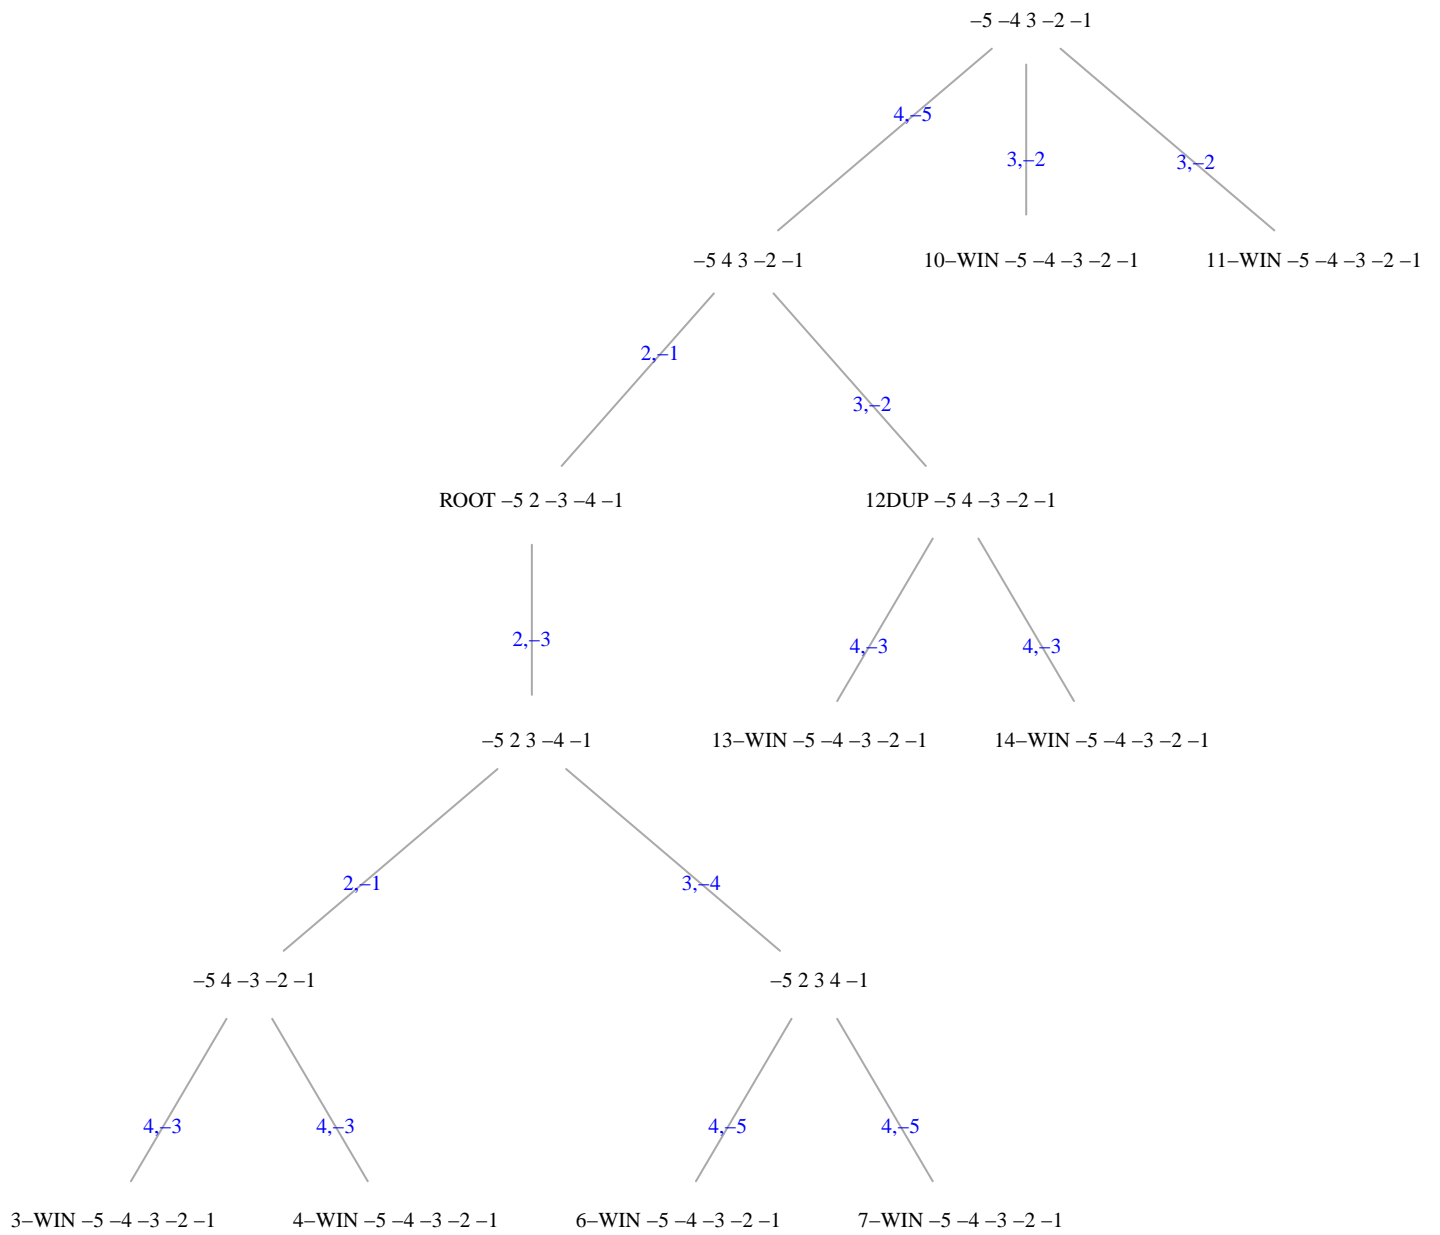 –5 –4 3 –2 –1
4,–5
3,–2
3,–2
–5 4 3 –2 –1
10–WIN –5 –4 –3 –2 –1
11–WIN –5 –4 –3 –2 –1
2,–1
3,–2
ROOT –5 2 –3 –4 –1
12DUP –5 4 –3 –2 –1
2,–3
4,–3
4,–3
–5 2 3 –4 –1
13–WIN –5 –4 –3 –2 –1
14–WIN –5 –4 –3 –2 –1
2,–1
3,–4
–5 4 –3 –2 –1
–5 2 3 4 –1
4,–3
4,–3
4,–5
4,–5
3–WIN –5 –4 –3 –2 –1
4–WIN –5 –4 –3 –2 –1
6–WIN –5 –4 –3 –2 –1
7–WIN –5 –4 –3 –2 –1